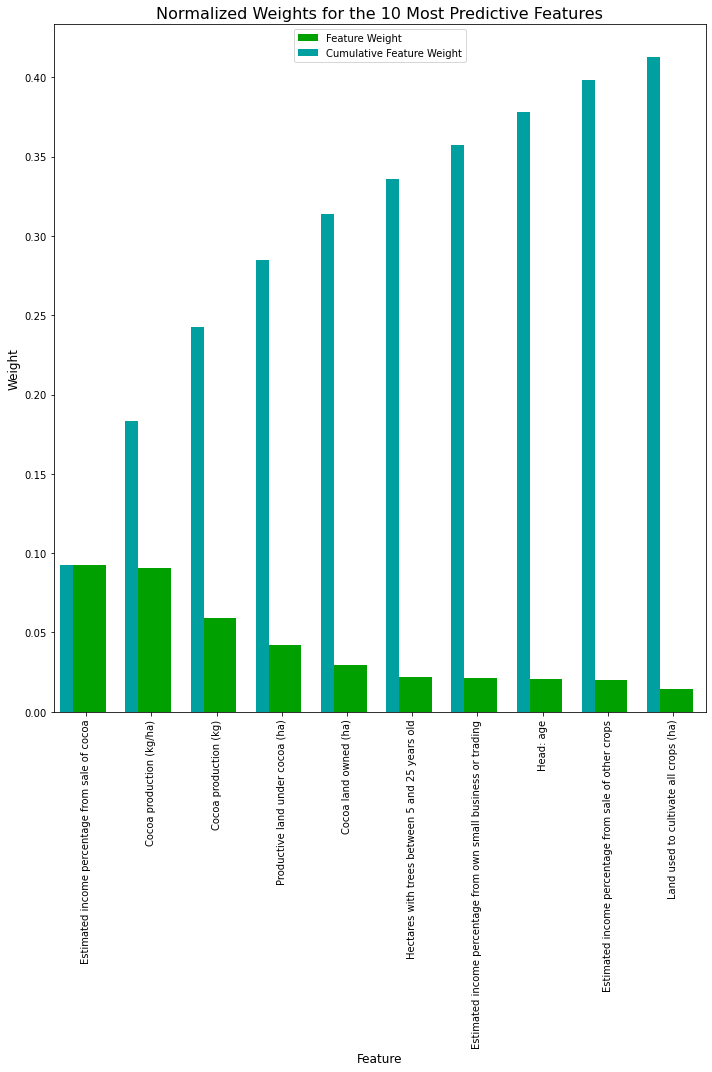 Normalized Weights for the 10 Most Predictive Features
Feature Weight
Cumulative Feature Weight
0.40
0.35
0.30
0.25
0.20
0.15
0.10
0.05
0.00
Weight
Estimated income percentage from sale of cocoa
Cocoa production (kg/ha)
Cocoa production (kg)
Productive land under cocoa (ha)
Cocoa land owned (ha)
Hectares with trees between 5 and 25 years old
Estimated income percentage from own small business or trading
Head: age
Estimated income percentage from sale of other crops
Land used to cultivate all crops (ha)
Feature